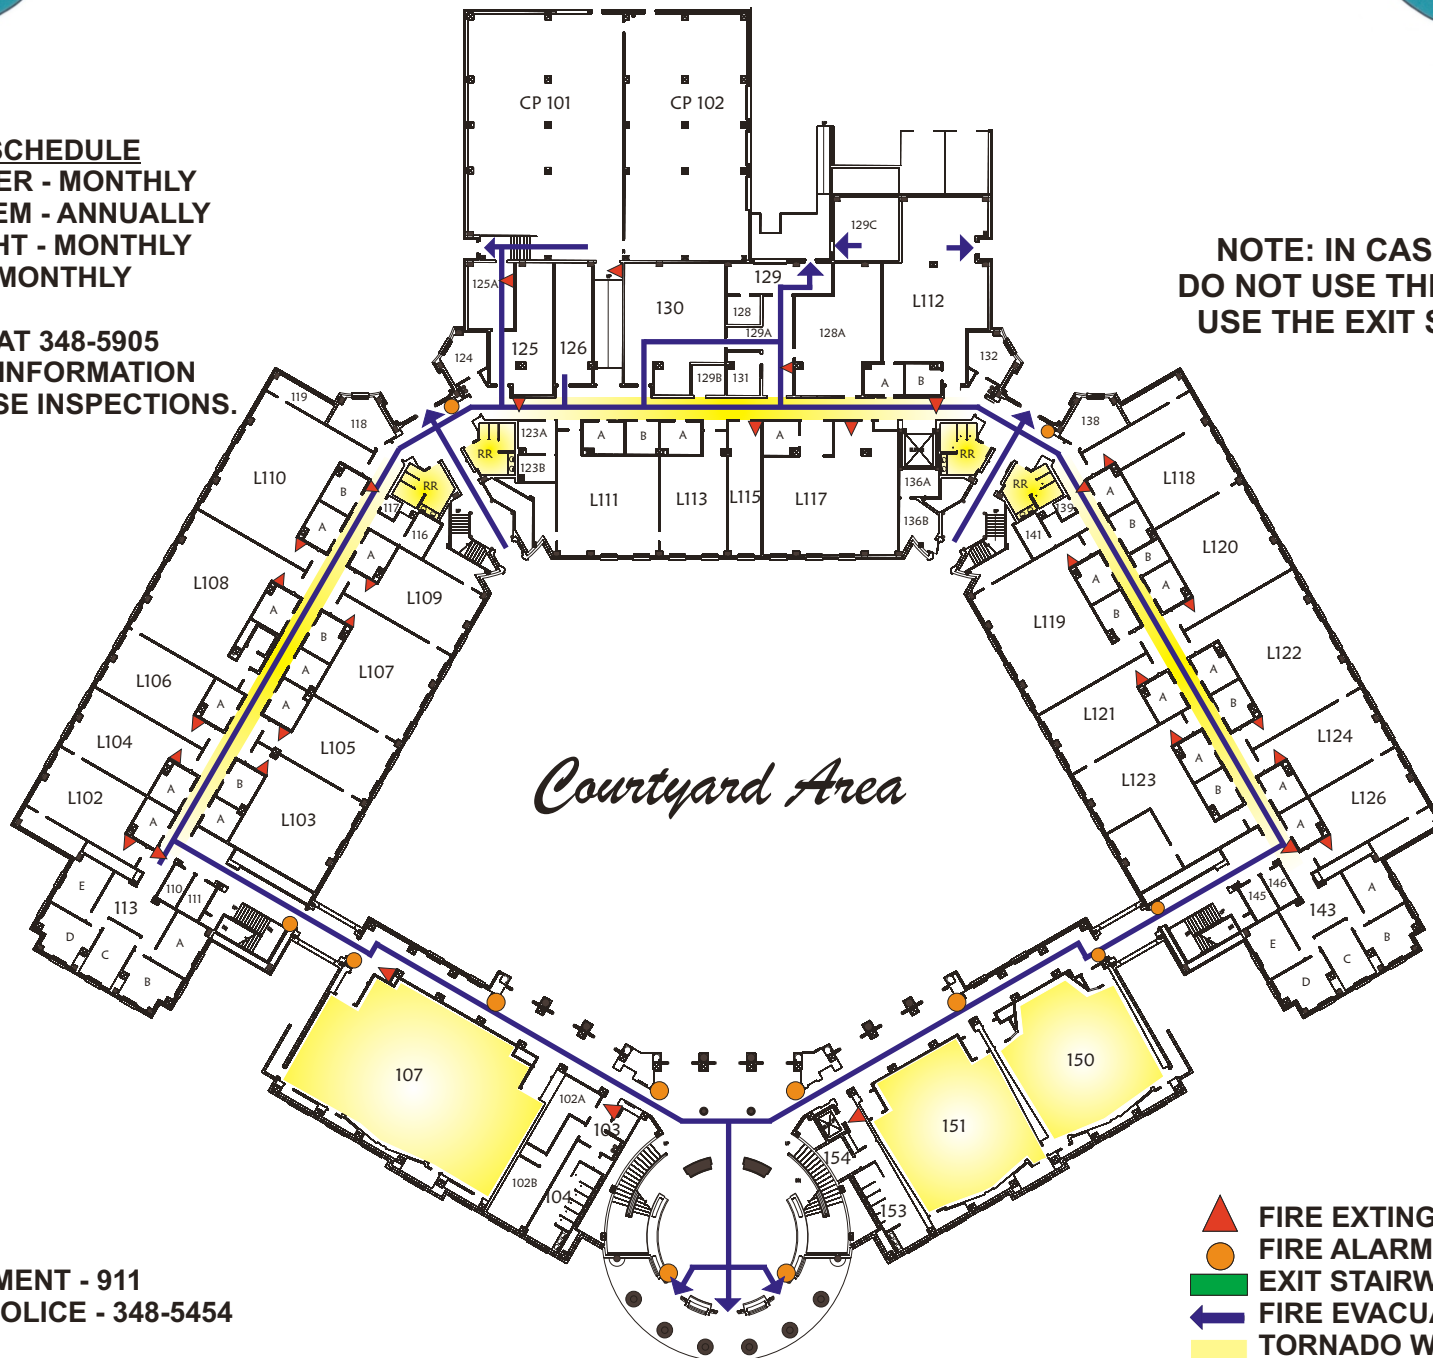 SCHEDULE
ER - MONTHLY
EM - ANNUALLY
HT - MONTHLY
MONTHLY
AT 348-5905
INFORMATION
SE INSPECTIONS.
NOTE: IN CAS
DO NOT USE THE
USE THE EXIT S
CP 101
CP 102
129C
125A
129
L112
128
130
129A
128A
124
125
126
132
129B
131
A
B
119
118
138
123A
A
B
A
A
RR
RR
123B
136A
L110
L118
B
RR
RR
A
L111
L113
L115
L117
117
139
136B
A
116
141
B
L120
A
B
L108
L109
A
A
A
B
L119
B
L106
L107
A
L122
A
A
A
B
L104
A
L105
L121
L124
L102
A
B
L123
A
B
A
L126
A
A
L103
A
Courtyard Area
E
110
111
145
146
A
113
143
D
A
E
B
C
C
B
D
107
150
102A
103
151
154
102B
104
153
MENT - 911
OLICE - 348-5454
FIRE EXTING
FIRE ALARM
EXIT STAIRW
FIRE EVACUA
TORNADO W